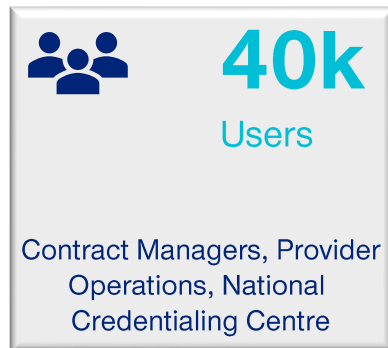 40k
Users
Contract Managers, Provider
Operations, National
Credentialing Centre